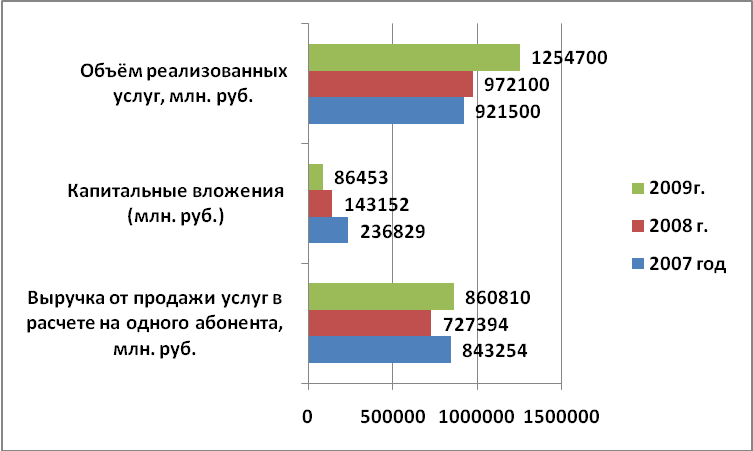 Объём реализованных
услуг, млн. руб.
1254700
972100
921500
Капитальные вложения
(млн. руб.)
86453
143152
236829
Выручка от продажи услуг в
расчете на одного абонента,
млн. руб.
860810
727394
843254
0 500000 1000000 1500000
2009г.
2008 г.
2007 год